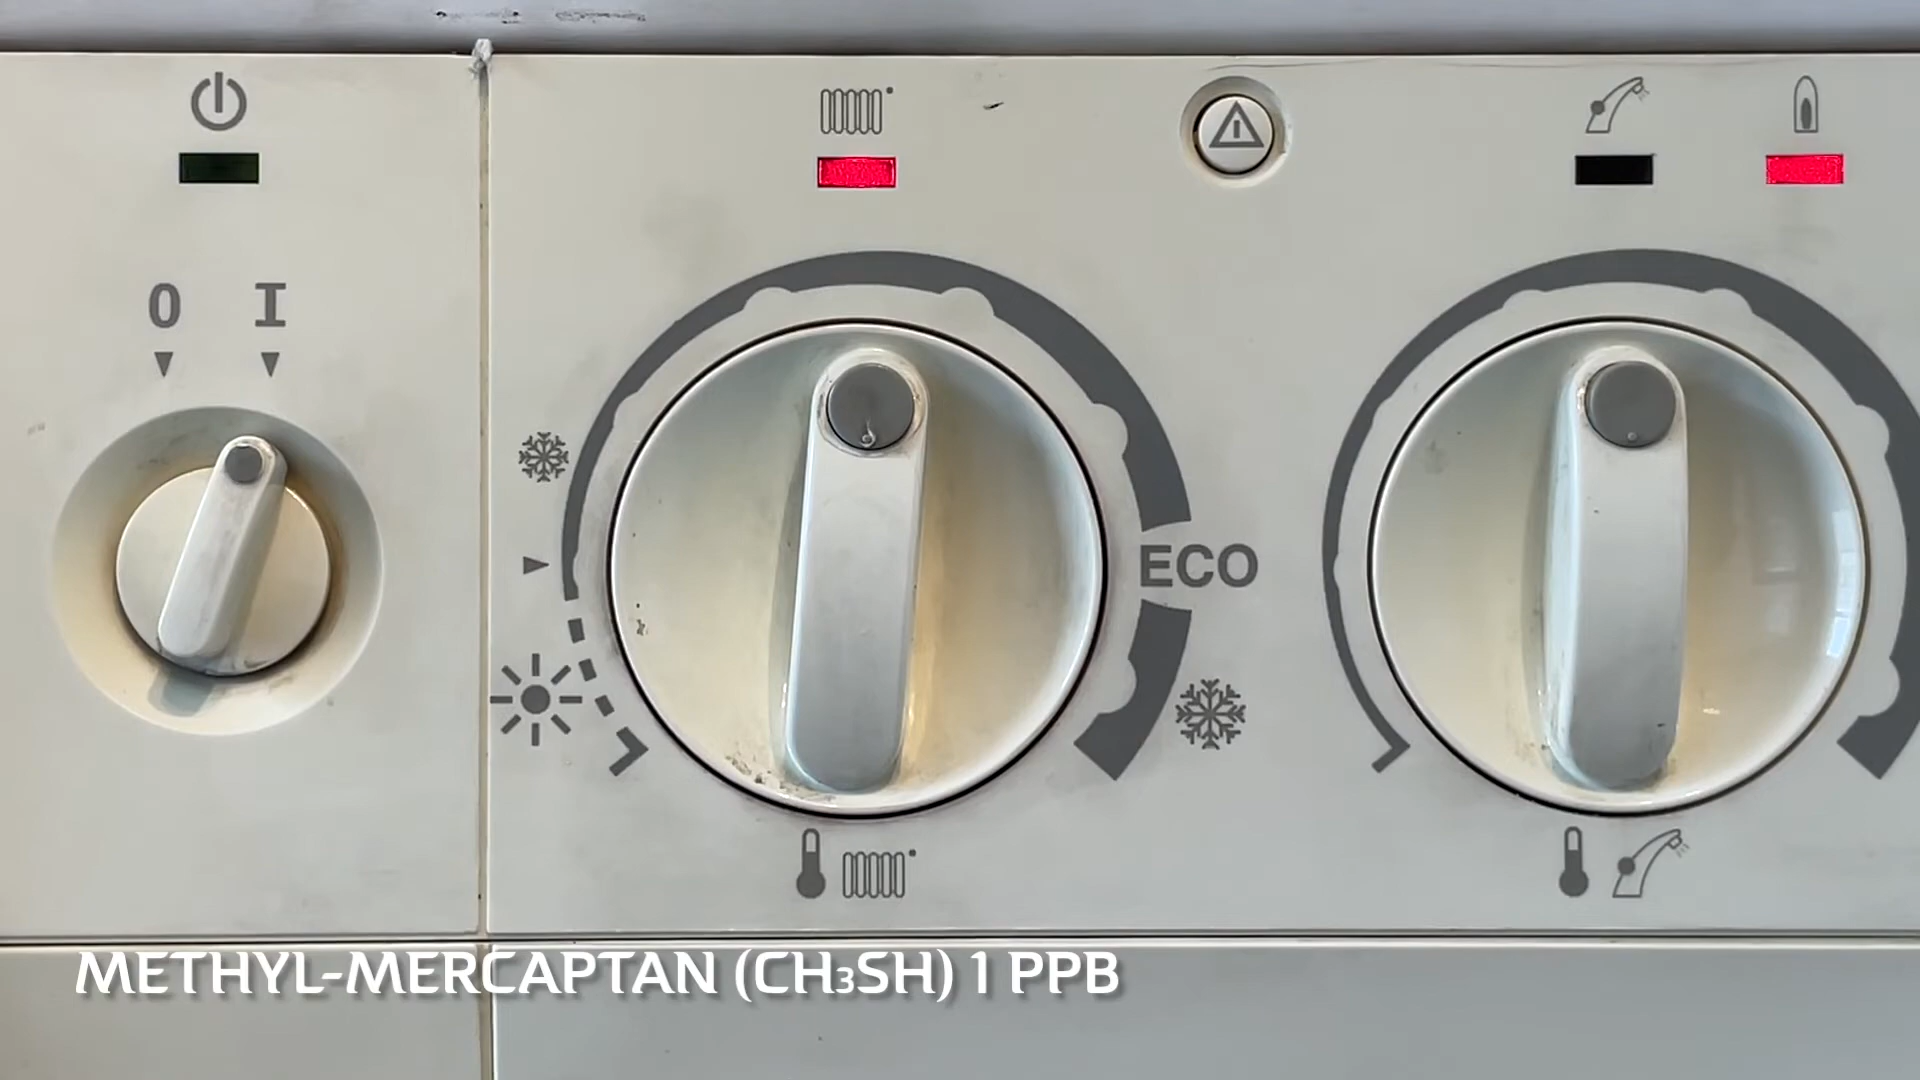 0 I
ECO
METHYL-MERCAPTAN (CH₃SH) 1 PPB